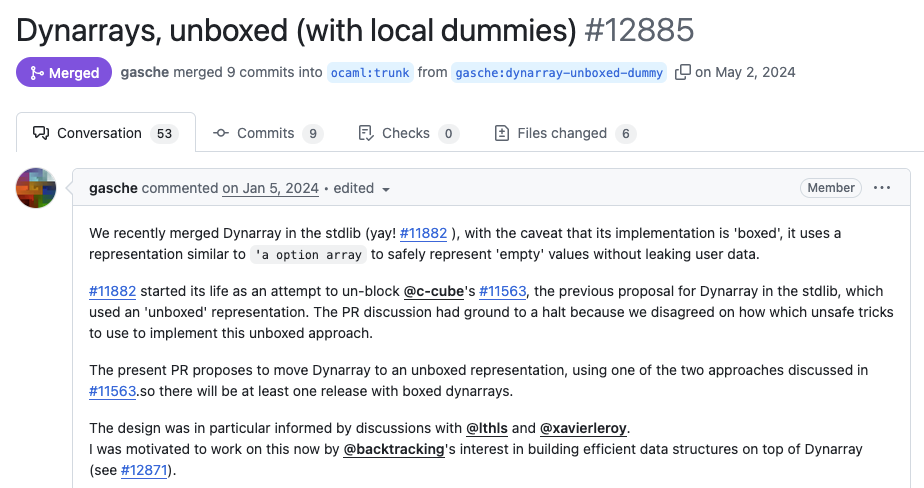 Dynarrays, unboxed (with local dummies) #12885
Merged gasche merged 9 commits into ocaml:trunk from gasche:dynarray-unboxed-dummy on May 2, 2024
Conversation 53 Commits 9 Checks 0 Files changed 6
gasche commented on Jan 5, 2024 • edited Member ...
We recently merged Dynarray in the stdlib (yay! #11882 ), with the caveat that its implementation is 'boxed', it uses a
representation similar to 'a option array to safely represent 'empty' values without leaking user data.
#11882 started its life as an attempt to un-block @c-cube's #11563, the previous proposal for Dynarray in the stdlib, which
used an 'unboxed' representation. The PR discussion had ground to a halt because we disagreed on how which unsafe tricks
to use to implement this unboxed approach.
The present PR proposes to move Dynarray to an unboxed representation, using one of the two approaches discussed in
#11563.so there will be at least one release with boxed dynarrays.
The design was in particular informed by discussions with @lthls and @xavierleroy.
I was motivated to work on this now by @backtracking's interest in building efficient data structures on top of Dynarray
(see #12871).